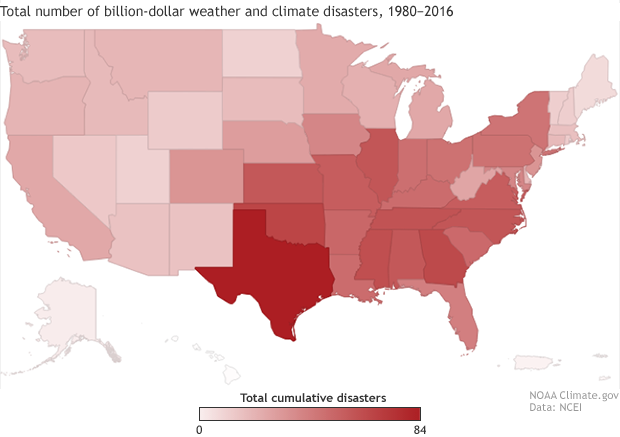 Total number of billion-dollar weather and climate disasters, 1980–2016
NOAA Climate.gov
Data: NCEI
Total cumulative disasters
0 84